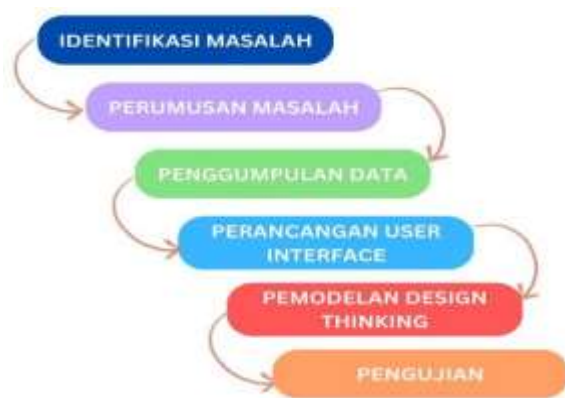 IDENTIFIKASI MASALAH
PERUMUSAN MASALAH
PENGGUMPULAN DATA
PERANCANGAN USER
INTERFACE
PEMODELAN DESIGN
THINKING
PENGUJIAN